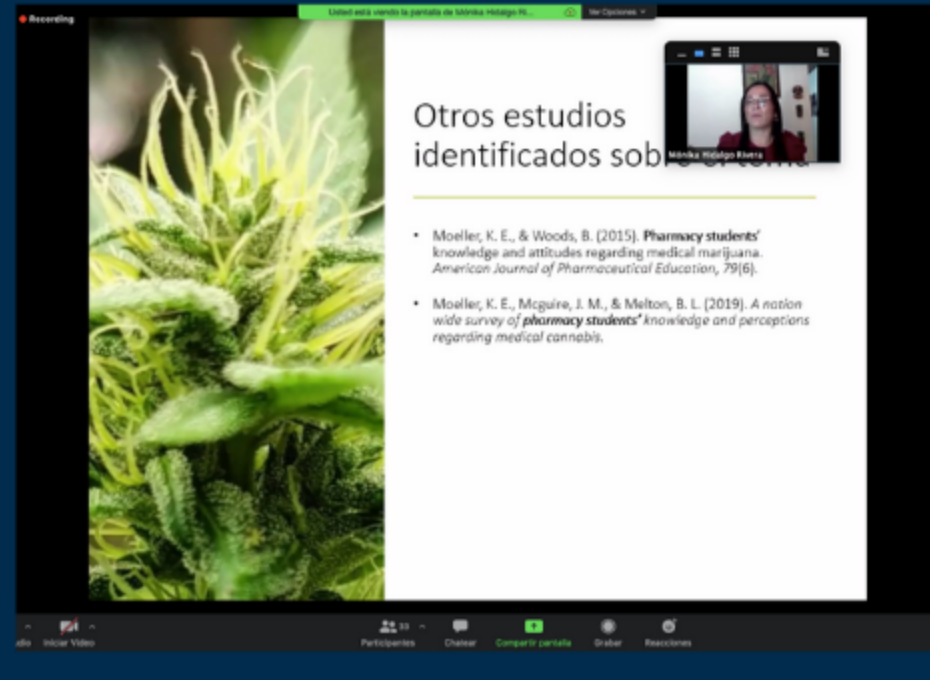 Recording
Usted está viendo la pantalla de Mónika Hidalgo Ri...
Ver Opciones
Mónika Hidalgo Rivera
Otros estudios
identificados sobre el tema
• Moeller, K. E., & Woods, B. (2015). Pharmacy students'
knowledge and attitudes regarding medical marijuana.
American Journal of Pharmaceutical Education, 79(6).
• Moeller, K. E., Mcguire, J. M., & Melton, B. L. (2019). A nation
wide survey of pharmacy students' knowledge and perceptions
regarding medical cannabis.
Iniciar Video
Participantes
33
Chatear
Compartir pantalla
Grabar
Reacciones